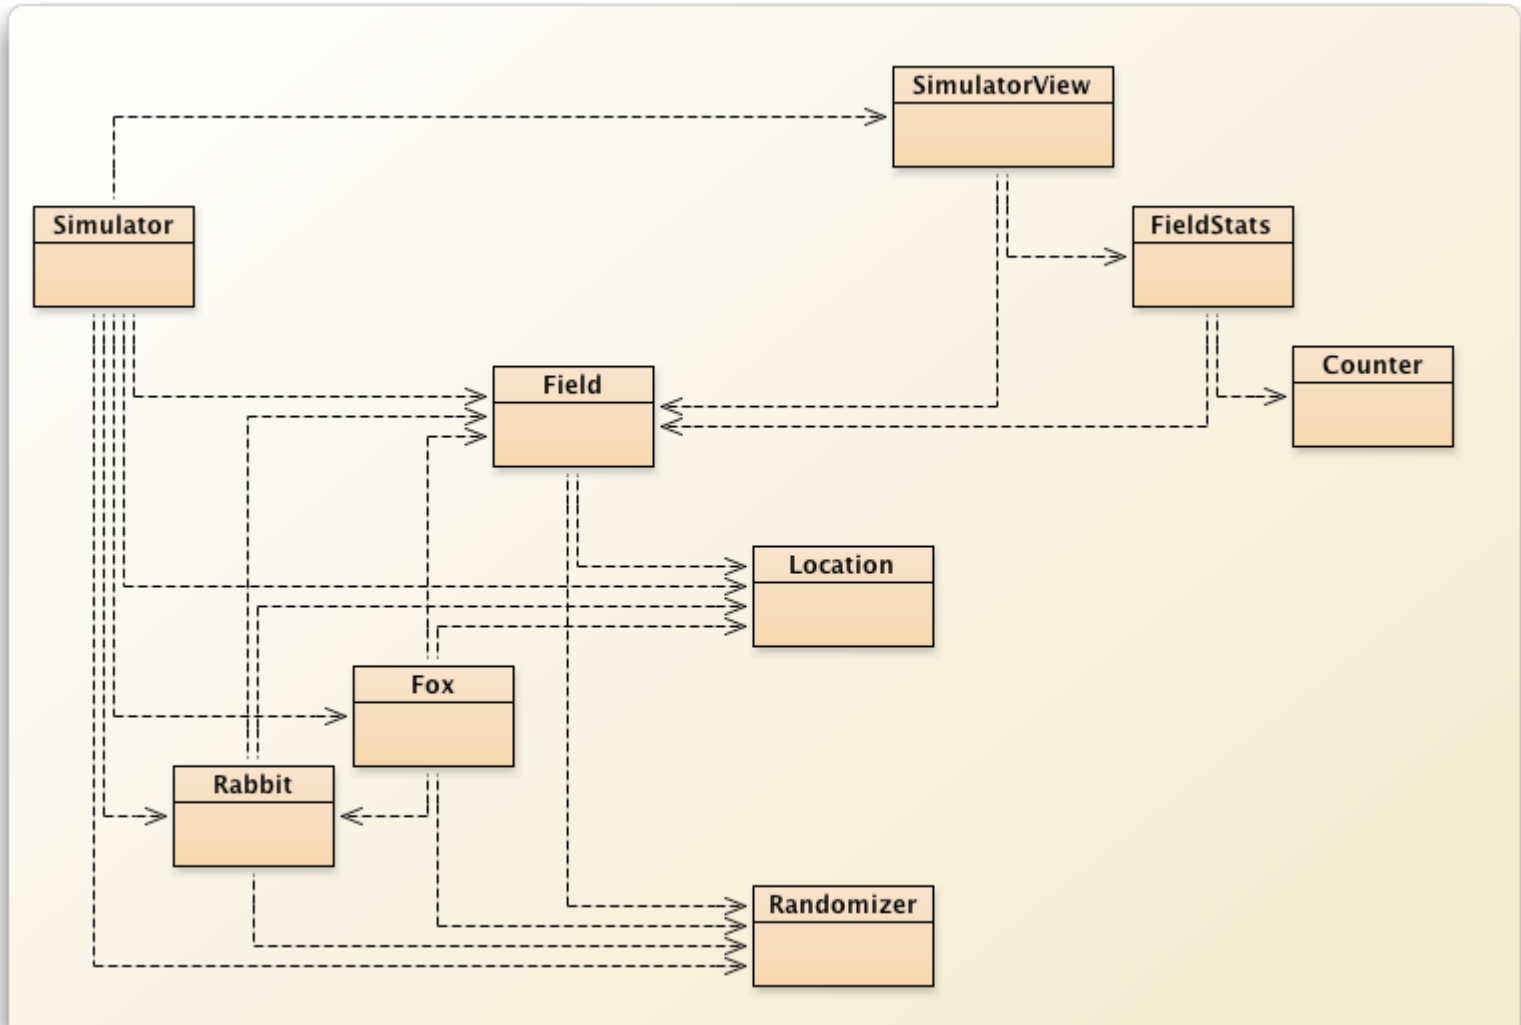 SimulatorView
Simulator
FieldStats
Field
Counter
Location
Fox
Rabbit
Randomizer